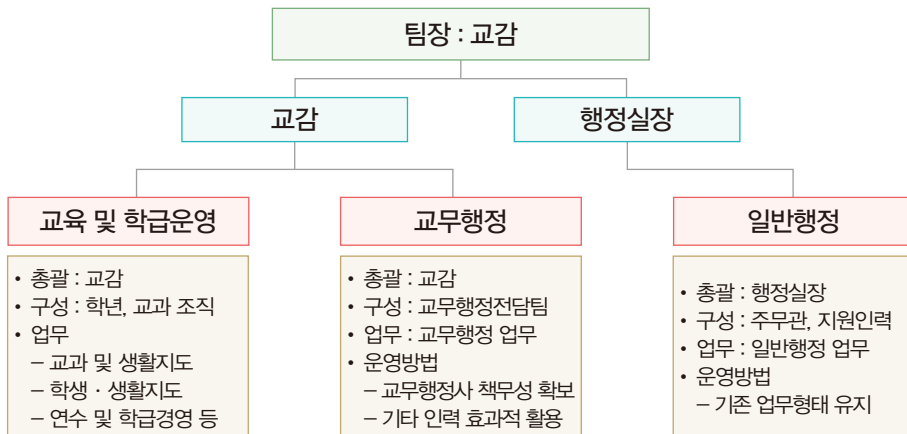 팀장 : 교감
교감
행정실장
교육 및 학급운영
• 총괄 : 교감
• 구성 : 학년, 교과 조직
• 업무
– 교과 및 생활지도
– 학생 · 생활지도
– 연수 및 학급경영 등
교무행정
• 총괄 : 교감
• 구성 : 교무행정전담팀
• 업무 : 교무행정 업무
• 운영방법
– 교무행정사 책무성 확보
– 기타 인력 효과적 활용
일반행정
• 총괄 : 행정실장
• 구성 : 주무관, 지원인력
• 업무 : 일반행정 업무
• 운영방법
– 기존 업무형태 유지